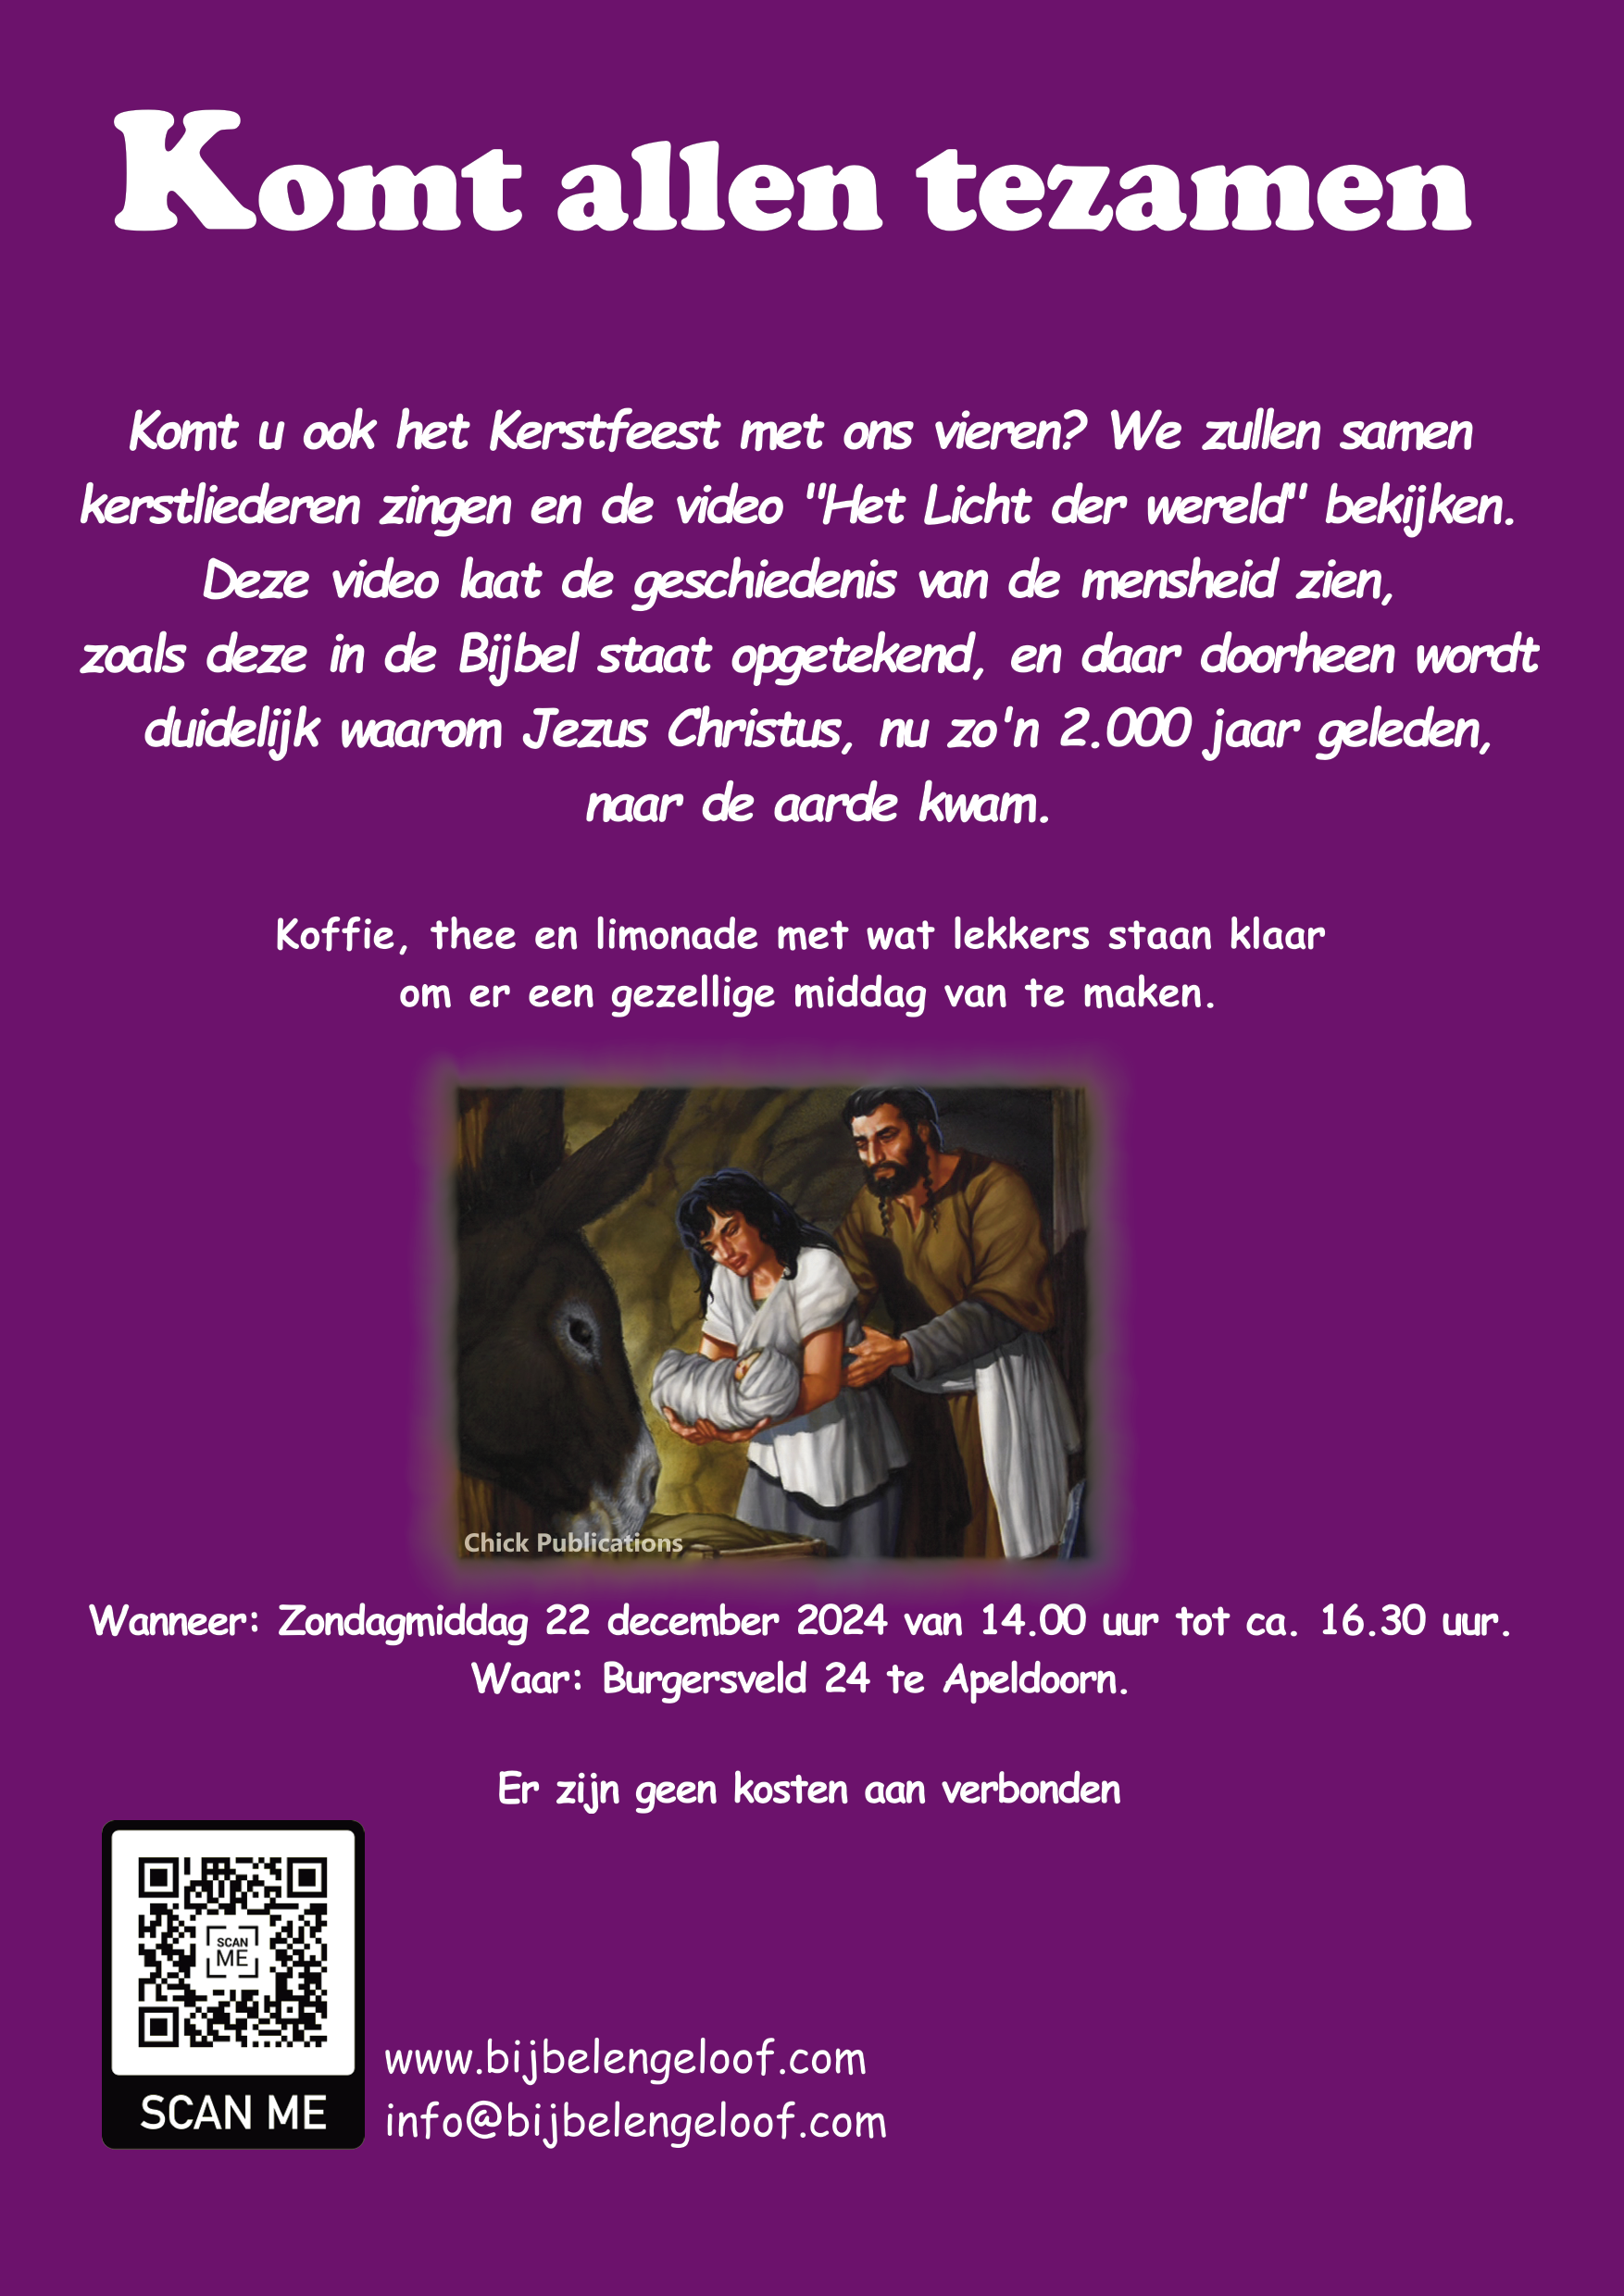 Komt allen tezamen
Komt u ook het Kerstfeest met ons vieren? We zullen samen
kerstliederen zingen en de video "Het Licht der wereld" bekijken.
Deze video laat de geschiedenis van de mensheid zien,
zoals deze in de Bijbel staat opgetekend, en daar doorheen wordt
duidelijk waarom Jezus Christus, nu zo'n 2.000 jaar geleden,
naar de aarde kwam.
Koffie, thee en limonade met wat lekkers staan klaar
om er een gezellige middag van te maken.
Chick Publications
Wanneer: Zondagmiddag 22 december 2024 van 14.00 uur tot ca. 16.30 uur.
Waar: Burgersveld 24 te Apeldoorn.
Er zijn geen kosten aan verbonden
SCAN
ME
SCAN ME
www.bijbelengeloof.com
info@bijbelengeloof.com